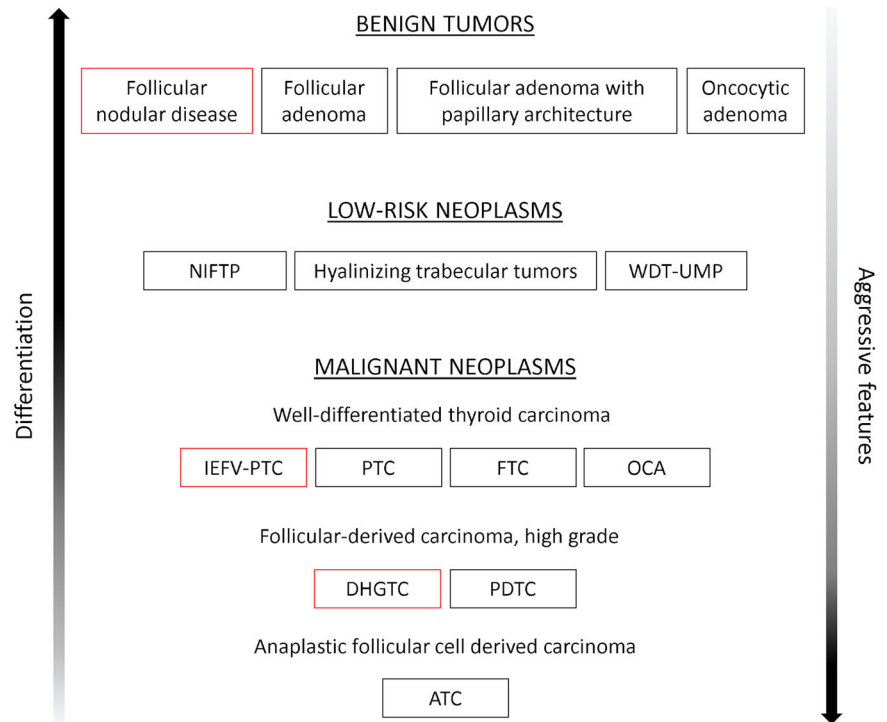 BENIGN TUMORS
Follicular
nodular disease
Follicular
adenoma
Follicular adenoma with
papillary architecture
Oncocytic
adenoma
LOW-RISK NEOPLASMS
NIFTP
Hyalinizing trabecular tumors
WDT-UMP
Differentiation
Aggressive features
MALIGNANT NEOPLASMS
Well-differentiated thyroid carcinoma
IEFV-PTC
PTC
FTC
OCA
Follicular-derived carcinoma, high grade
DHGTC
PDTC
Anaplastic follicular cell derived carcinoma
ATC